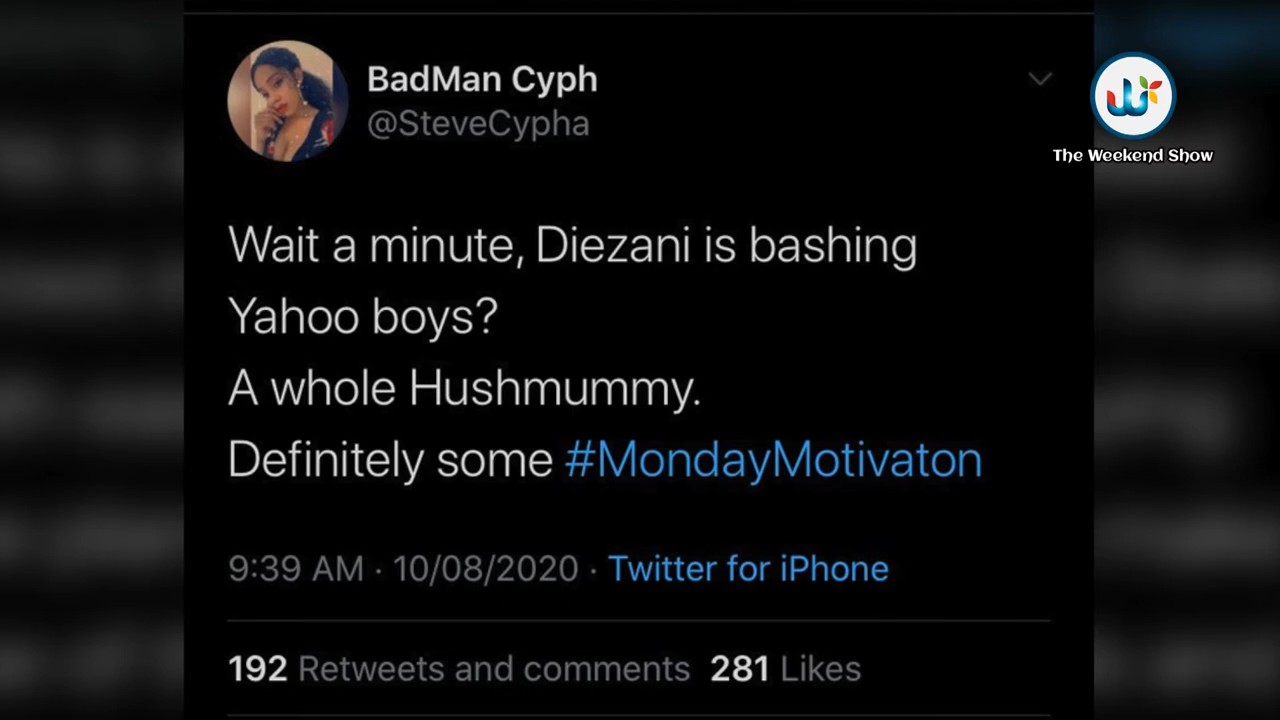 BadMan Cyph
@SteveCypha
The Weekend Show
Wait a minute, Diezani is bashing
Yahoo boys?
A whole Hushmummy.
Definitely some #MondayMotivaton
9:39 AM · 10/08/2020 · Twitter for iPhone
192 Retweets and comments 281 Likes